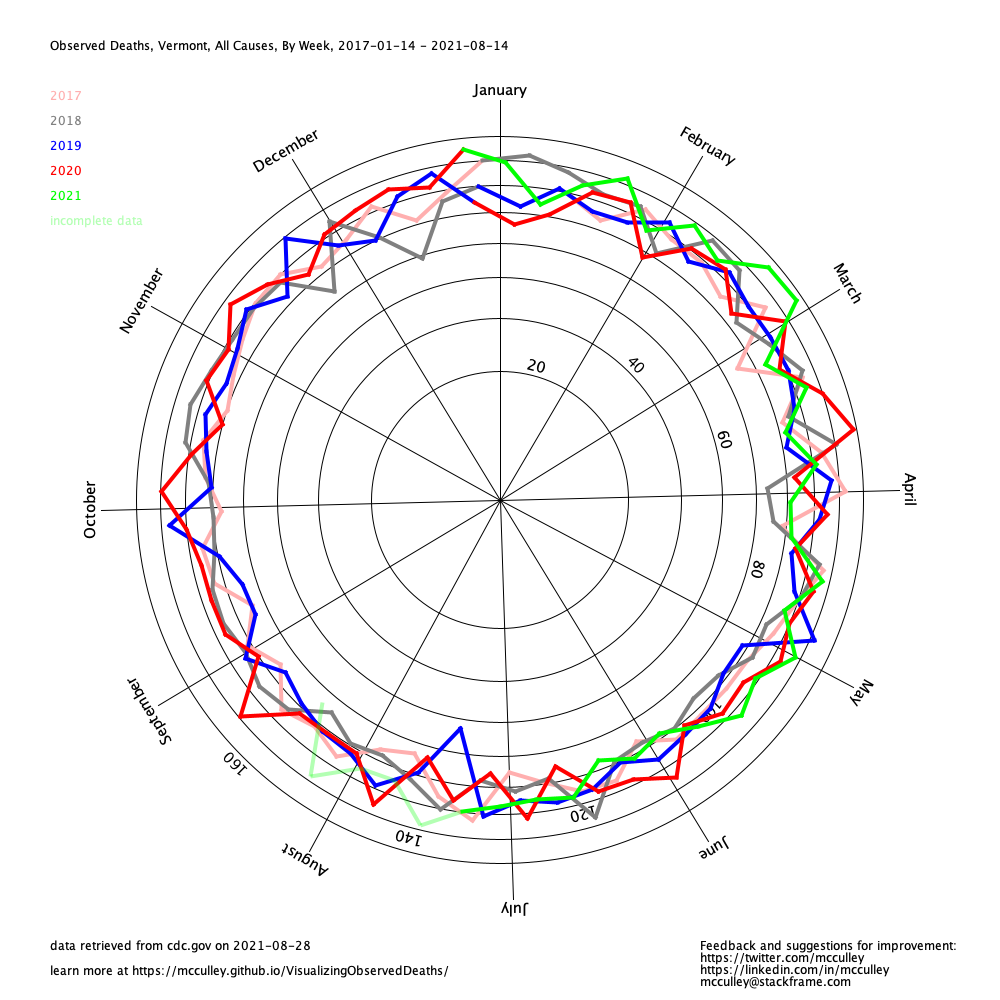 Observed Deaths, Vermont, All Causes, By Week, 2017-01-14 - 2021-08-14
January
2017
2018
2019
2020
2021
incomplete data
December
February
November
March
20
40
60
April
October
80
May
September
160
120
140
June
August
July
data retrieved from cdc.gov on 2021-08-28
learn more at https://mcculley.github.io/VisualizingObservedDeaths/
Feedback and suggestions for improvement:
https://twitter.com/mcculley
https://linkedin.com/in/mcculley
mcculley@stackframe.com